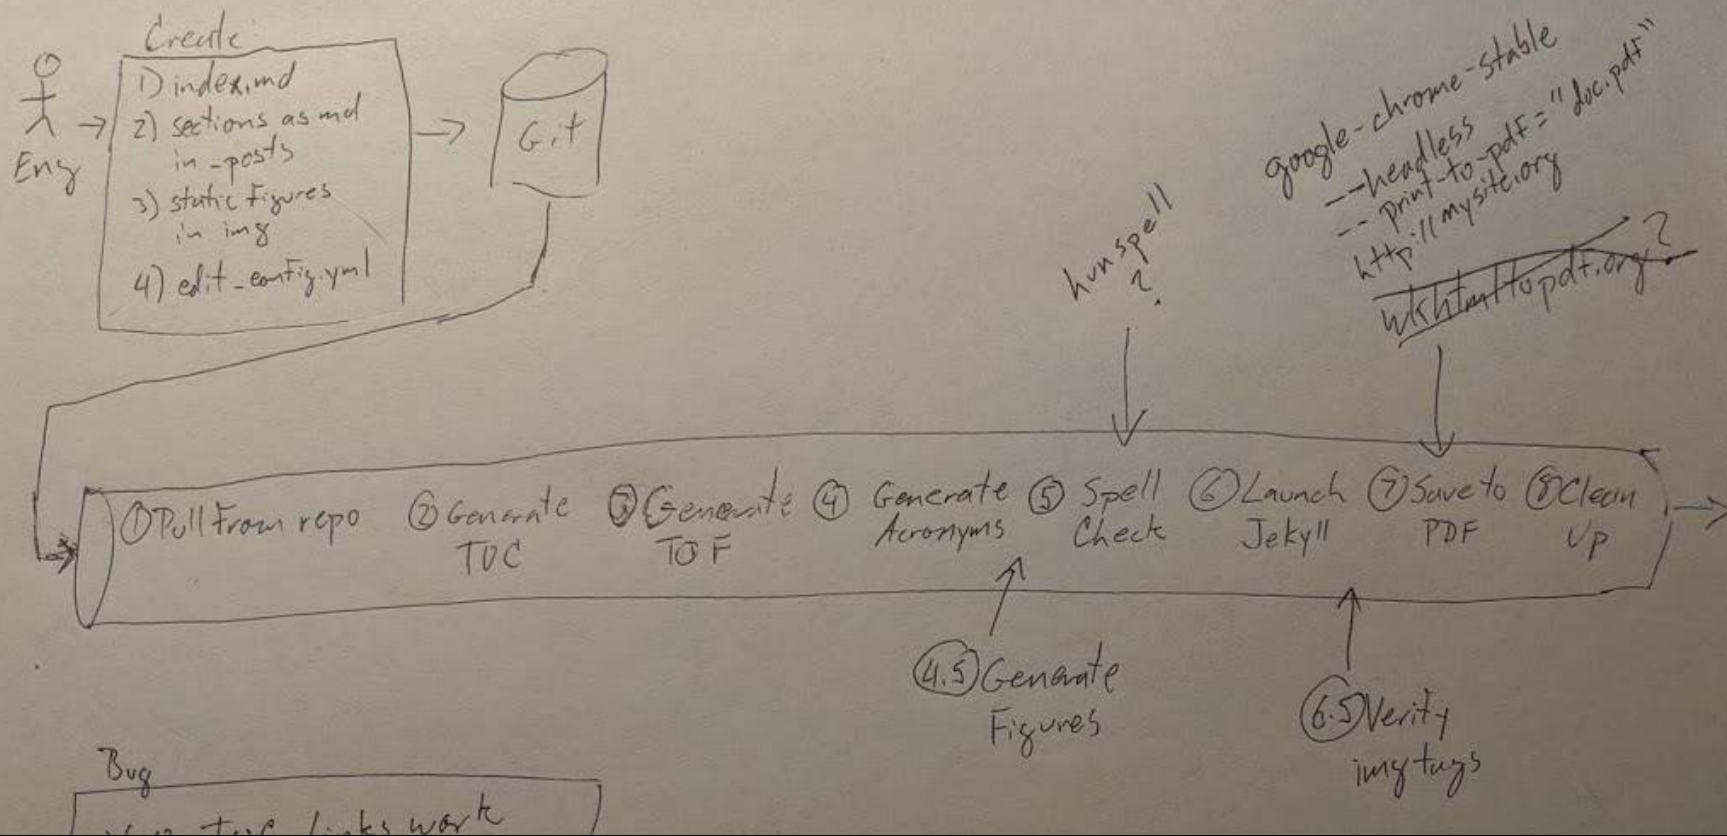 Create
1) index.md
2) sections as md
in _posts
3) static figures
in img
4) edit _config.yml
Eng
Git
hunspell
?
google-chrome-stable
--headless
--print-to-pdf="doc.pdf"
http://mysite.org
wkhtmltopdf.org ?
① Pull from repo
② Generate
TOC
③ Generate
TOF
④ Generate
Acronyms
⑤ Spell
Check
⑥ Launch
Jekyll
⑦ Save to
PDF
⑧ Clean
Up
4.5 Generate
Figures
6.5 Verify
img tags
Bug
TOC links work